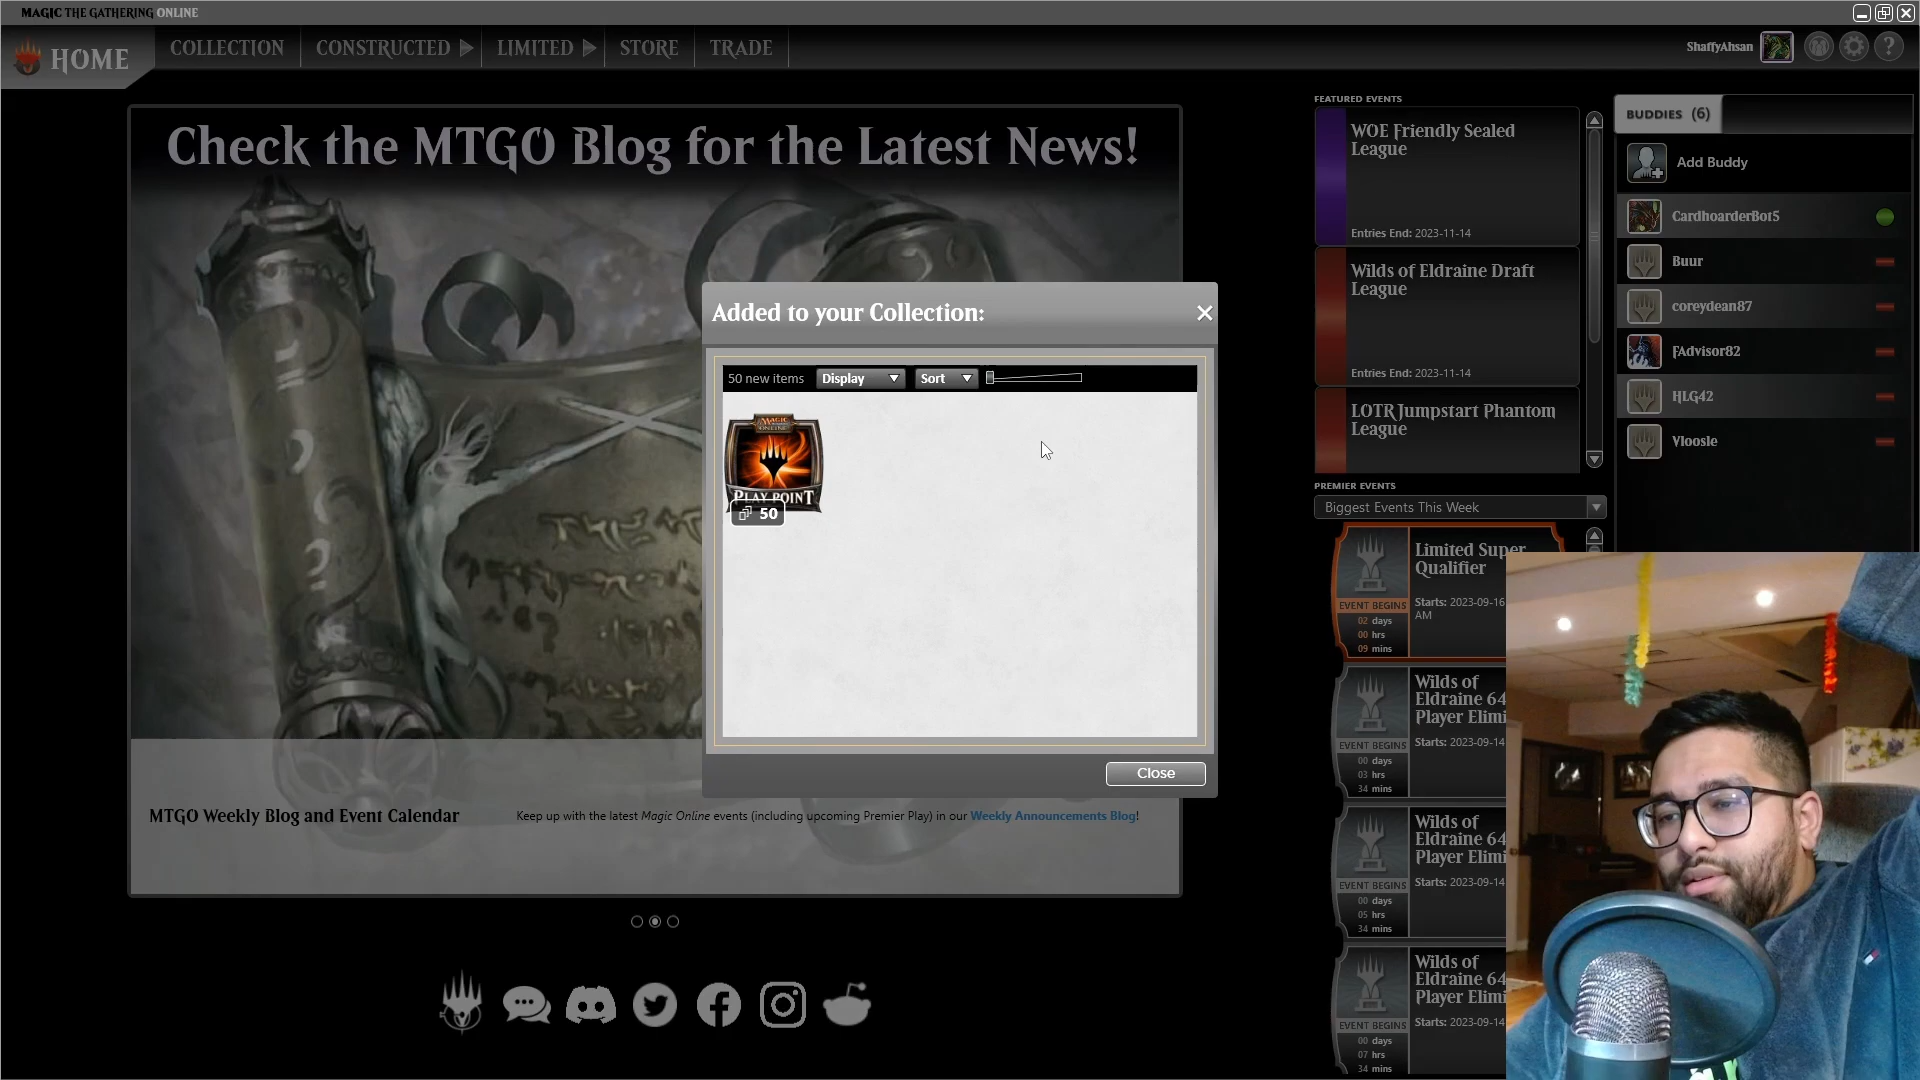 MAGIC THE GATHERING ONLINE
HOME
COLLECTION
CONSTRUCTED
LIMITED
STORE
TRADE
ShaffyAhsan
?
Check the MTGO Blog for the Latest News!
MTGO Weekly Blog and Event Calendar
Keep up with the latest Magic Online events (including upcoming Premier Play) in our Weekly Announcements Blog!
Added to your Collection:
50 new items
Display
Sort
MAGIC
ONLINE
PLAY POINT
50
Close
FEATURED EVENTS
WOE Friendly Sealed
League
Entries End: 2023-11-14
Wilds of Eldraine Draft
League
Entries End: 2023-11-14
LOTR Jumpstart Phantom
League
PREMIER EVENTS
Biggest Events This Week
Limited Super
Qualifier
Starts: 2023-09-16
AM
EVENT BEGINS
02 days
00 hrs
09 mins
Wilds of
Eldraine 64
Player Elimi
Starts: 2023-09-14
EVENT BEGINS
00 days
03 hrs
34 mins
Wilds of
Eldraine 64
Player Elimi
Starts: 2023-09-14
EVENT BEGINS
00 days
05 hrs
34 mins
Wilds of
Eldraine 64
Player Elimi
Starts: 2023-09-14
EVENT BEGINS
00 days
07 hrs
34 mins
BUDDIES (6)
Add Buddy
CardhoarderBot5
Buur
coreydean87
FAdvisor82
HLG42
Vloosle